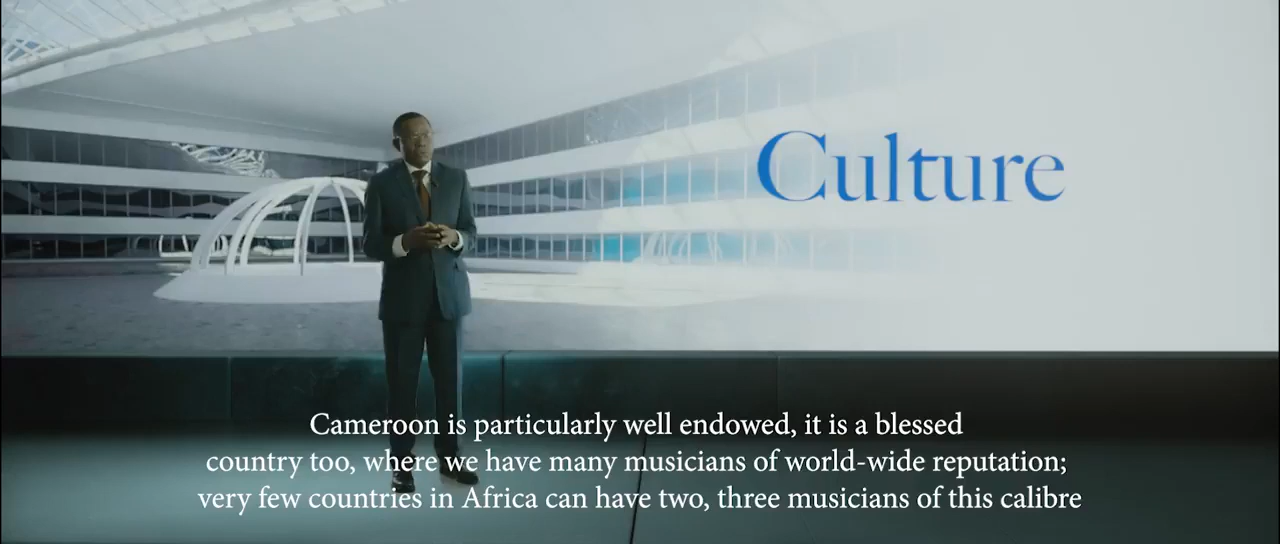 Culture
Cameroon is particularly well endowed, it is a blessed
country too, where we have many musicians of world-wide reputation;
very few countries in Africa can have two, three musicians of this calibre